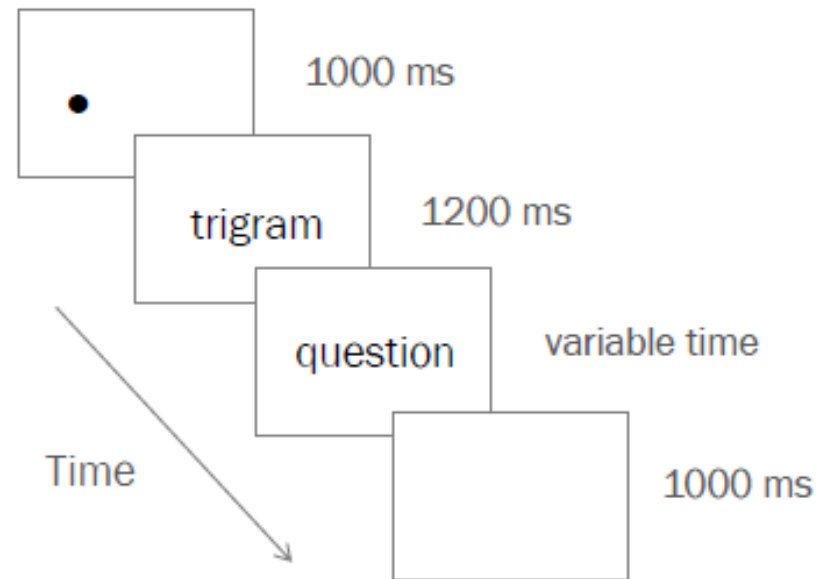 1000 ms
trigram
1200 ms
question
variable time
Time
1000 ms